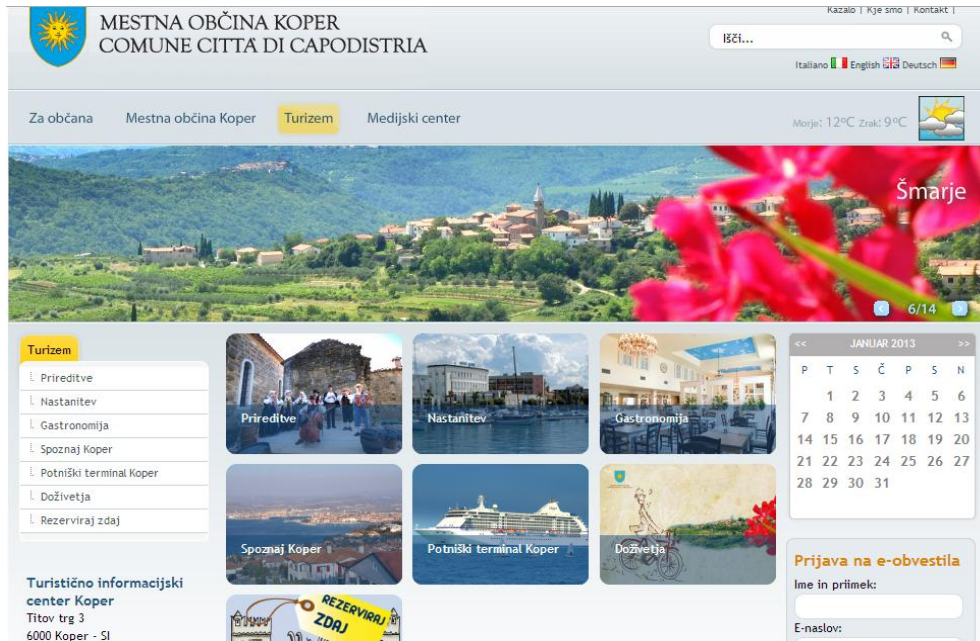 Kazalo | Kje smo | Kontakt |
MESTNA OBČINA KOPER
COMUNE CITTA DI CAPODISTRIA
Išči...
Italiano English Deutsch
Za občana Mestna občina Koper Turizem Medijski center
Morje: 12ºC Zrak: 9ºC
Šmarje
6/14
Turizem
Prireditve
Nastanitev
Gastronomija
Spoznaj Koper
Potniški terminal Koper
Doživetja
Rezerviraj zdaj
Turistično informacijski
center Koper
Titov trg 3
6000 Koper - SI
Prireditve
Nastanitev
Gastronomija
Spoznaj Koper
Potniški terminal Koper
Doživetja
REZERVIRAJ
ZDAJ
<< JANUAR 2013 >>
P T S Č P S N
1 2 3 4 5 6
7 8 9 10 11 12 13
14 15 16 17 18 19 20
21 22 23 24 25 26 27
28 29 30 31
Prijava na e-obvestila
Ime in priimek:
E-naslov: